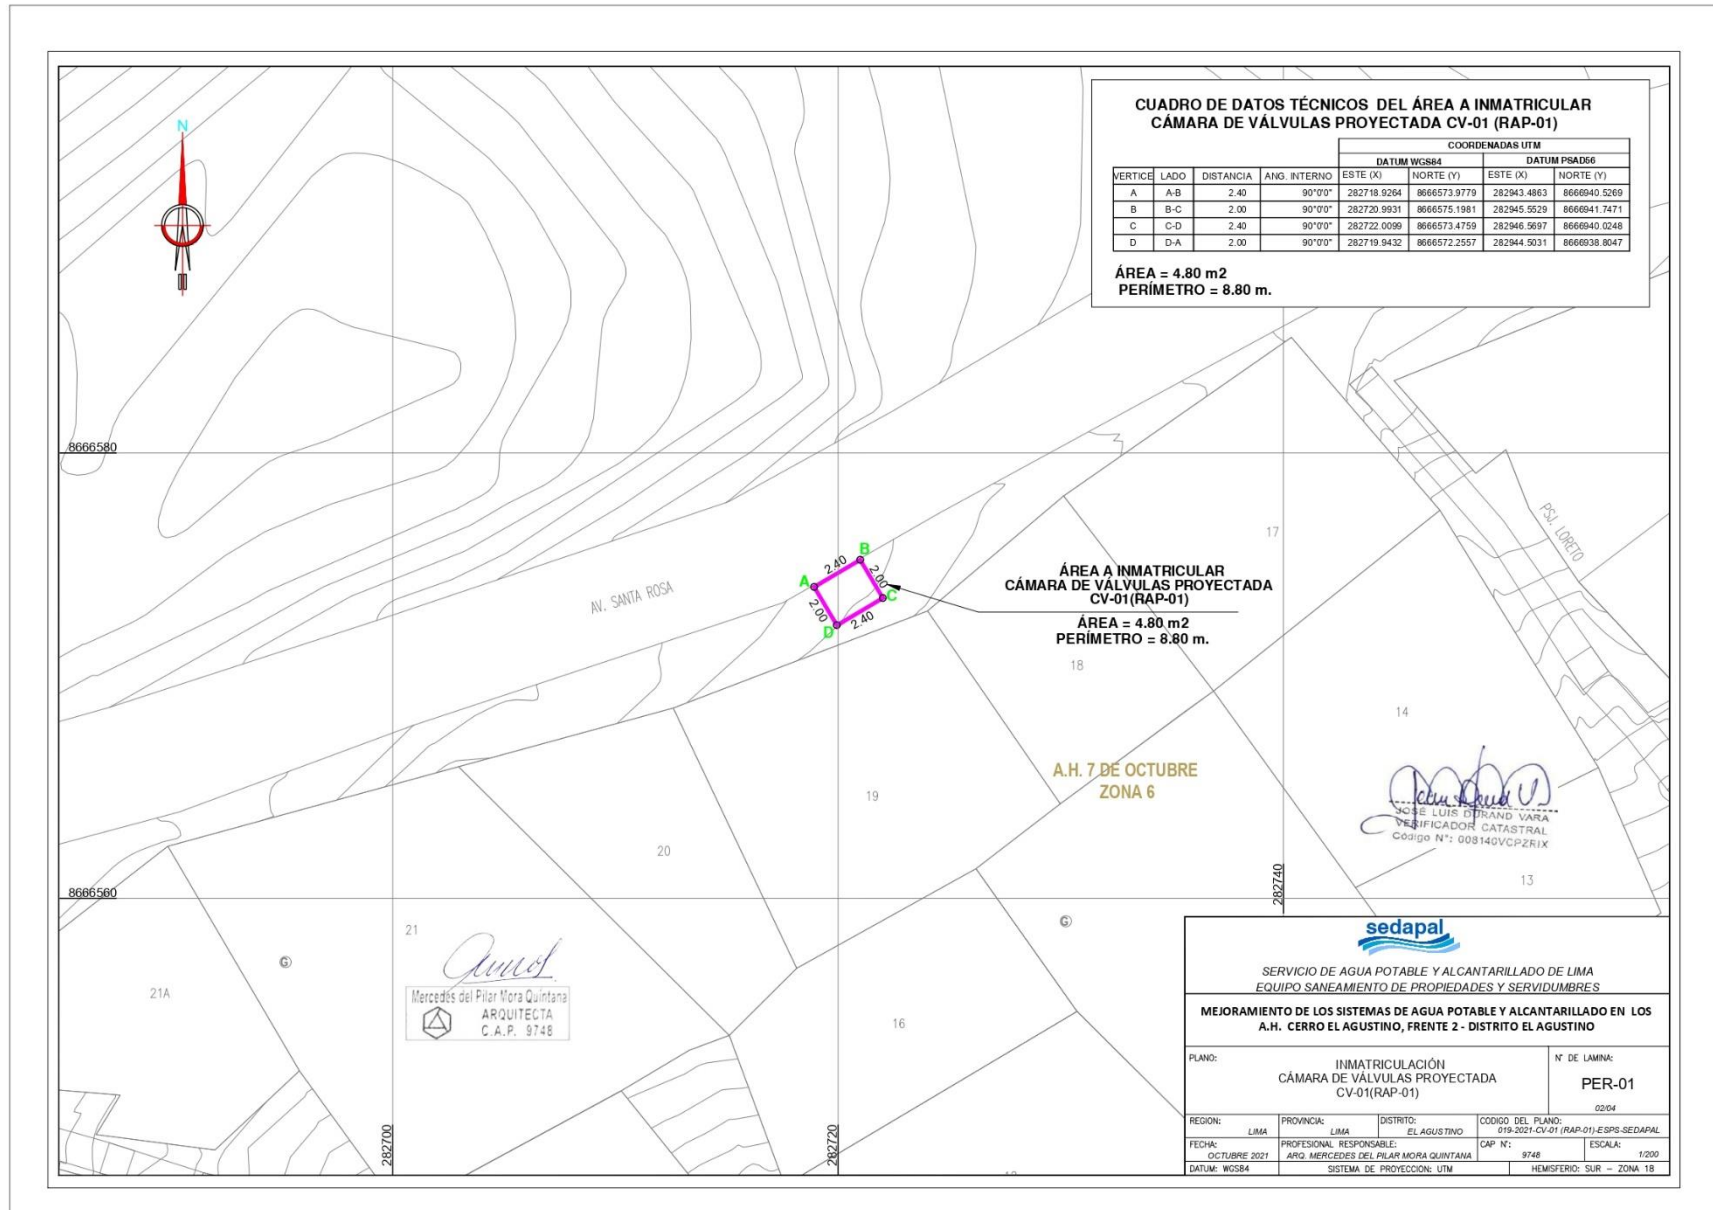 N
CUADRO DE DATOS TÉCNICOS DEL ÁREA A INMATRICULAR
CÁMARA DE VÁLVULAS PROYECTADA CV-01 (RAP-01)
COORDENADAS UTM
DATUM WGS84 DATUM PSAD56
VERTICE LADO DISTANCIA ANG. INTERNO ESTE (X) NORTE (Y) ESTE (X) NORTE (Y)
A A-B 2.40 90°0'0" 282718.9264 8666573.9779 282943.4863 8666940.5269
B B-C 2.00 90°0'0" 282720.9931 8666575.1981 282945.5529 8666941.7471
C C-D 2.40 90°0'0" 282722.0099 8666573.4759 282946.5697 8666940.0248
D D-A 2.00 90°0'0" 282719.9432 8666572.2557 282944.5031 8666938.8047
ÁREA = 4.80 m2
PERÍMETRO = 8.80 m.
8666580
17
PSJ. LORETO
B
2.40
A
2.00
C
2.00
D
2.40
AV. SANTA ROSA
ÁREA A INMATRICULAR
CÁMARA DE VÁLVULAS PROYECTADA
CV-01(RAP-01)
ÁREA = 4.80 m2
PERÍMETRO = 8.80 m.
18
14
A.H. 7 DE OCTUBRE
ZONA 6
19
20
JOSÉ LUIS DURAND VARA
VERIFICADOR CATASTRAL
Código N°: 008140VCPZRIX
13
8666560
282740
21
G
G
21A
16
Mercedes del Pilar Mora Quintana
ARQUITECTA
C.A.P. 9748
282700
282720
sedapal
SERVICIO DE AGUA POTABLE Y ALCANTARILLADO DE LIMA
EQUIPO SANEAMIENTO DE PROPIEDADES Y SERVIDUMBRES
MEJORAMIENTO DE LOS SISTEMAS DE AGUA POTABLE Y ALCANTARILLADO EN LOS
A.H. CERRO EL AGUSTINO, FRENTE 2 - DISTRITO EL AGUSTINO
PLANO:
INMATRICULACIÓN
CÁMARA DE VÁLVULAS PROYECTADA
CV-01(RAP-01)
N° DE LAMINA:
PER-01
02/04
REGION: LIMA PROVINCIA: LIMA DISTRITO: EL AGUSTINO CODIGO DEL PLANO: 019-2021-CV-01 (RAP-01)-ESPS-SEDAPAL
FECHA: OCTUBRE 2021 PROFESIONAL RESPONSABLE: ARQ. MERCEDES DEL PILAR MORA QUINTANA CAP N°: 9748 ESCALA: 1/200
DATUM: WGS84 SISTEMA DE PROYECCION: UTM HEMISFERIO: SUR – ZONA 18